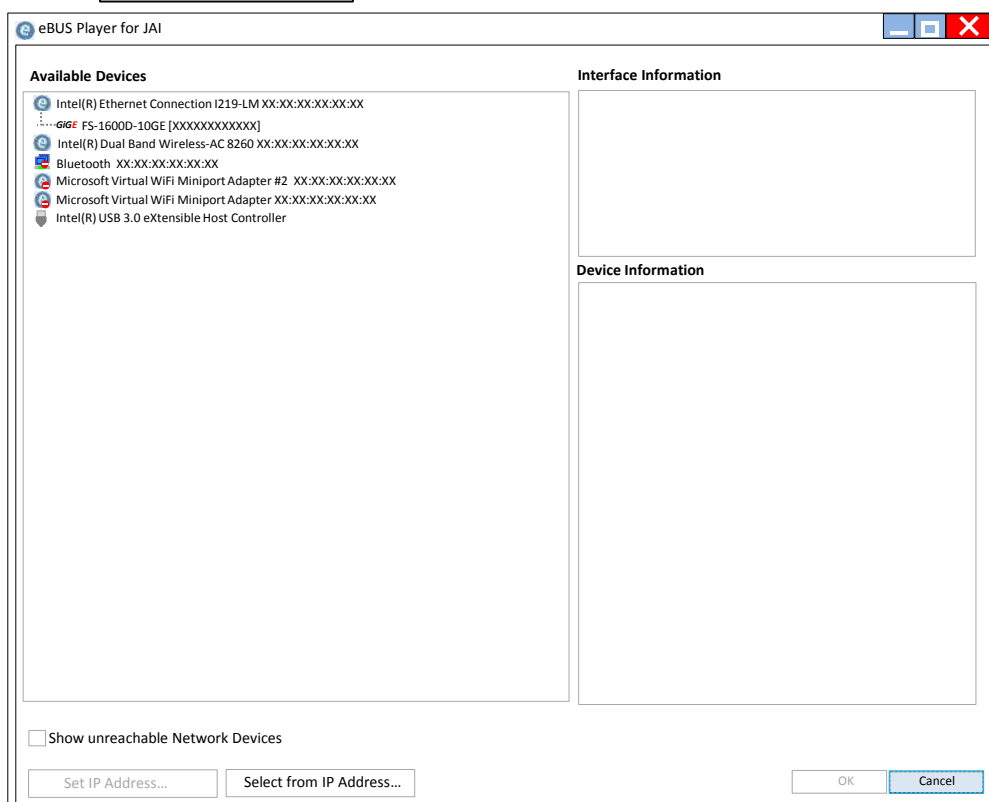 eBUS Player for JAI
Available Devices
Intel(R) Ethernet Connection I219-LM XX:XX:XX:XX:XX:XX
GiGE FS-1600D-10GE [XXXXXXXXXXXX]
Intel(R) Dual Band Wireless-AC 8260 XX:XX:XX:XX:XX:XX
Bluetooth XX:XX:XX:XX:XX:XX
Microsoft Virtual WiFi Miniport Adapter #2 XX:XX:XX:XX:XX:XX
Microsoft Virtual WiFi Miniport Adapter XX:XX:XX:XX:XX:XX
Intel(R) USB 3.0 eXtensible Host Controller
Interface Information
Device Information
Show unreachable Network Devices
Set IP Address...
Select from IP Address...
OK
Cancel